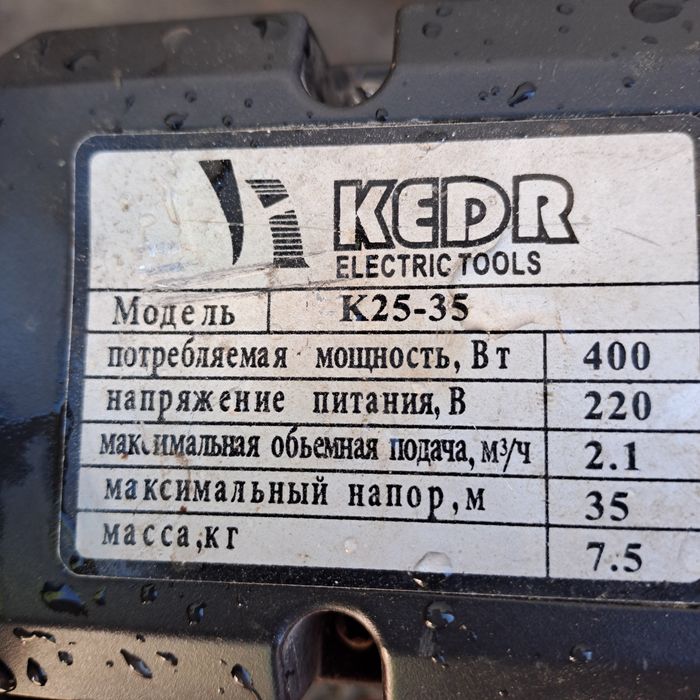 KEDR
ELECTRIC TOOLS
Модель K25-35
потребляемая мощность, Вт 400
напряжение питания, В 220
максимальная обьемная подача, м³/ч 2.1
максимальный напор, м 35
масса, кг 7.5